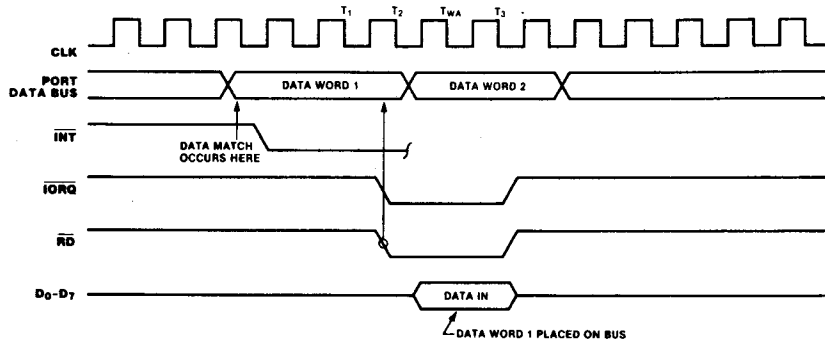 T1 T2 TWA T3
CLK
PORT
DATA BUS
DATA WORD 1 DATA WORD 2
INT
DATA MATCH
OCCURS HERE
IORQ
RD
D0-D7
DATA IN
DATA WORD 1 PLACED ON BUS